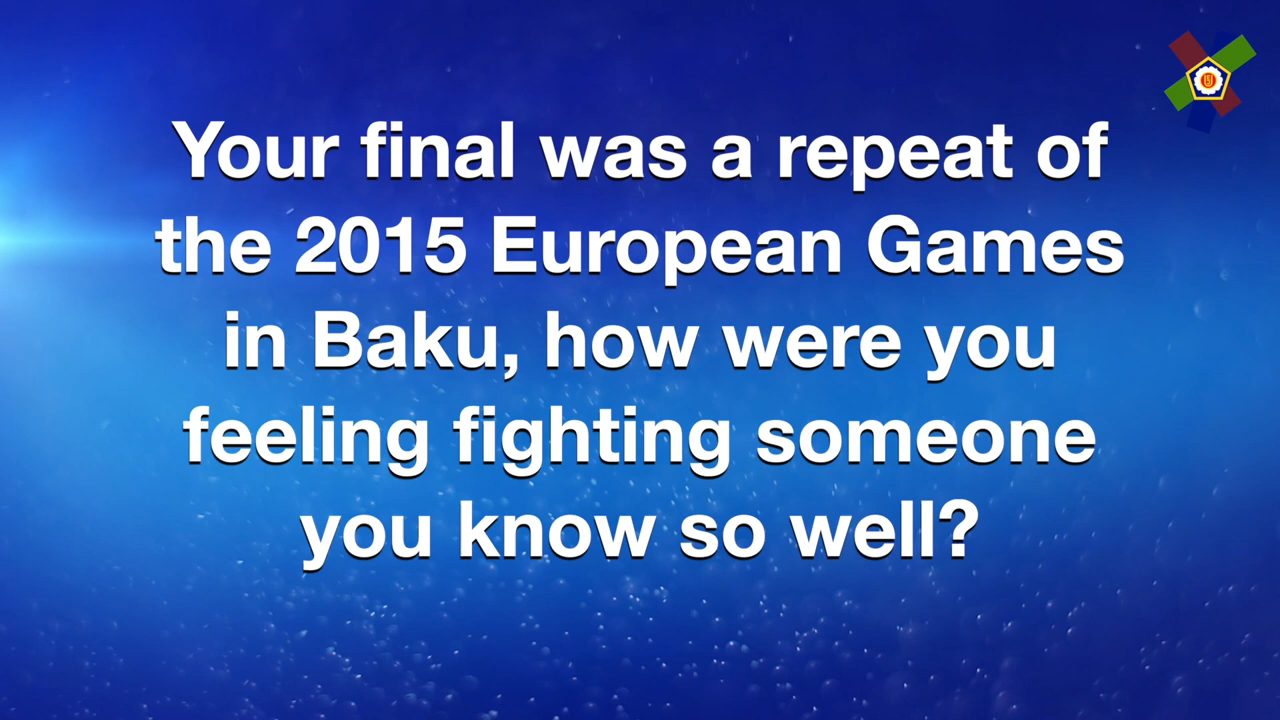 Your final was a repeat of
the 2015 European Games
in Baku, how were you
feeling fighting someone
you know so well?